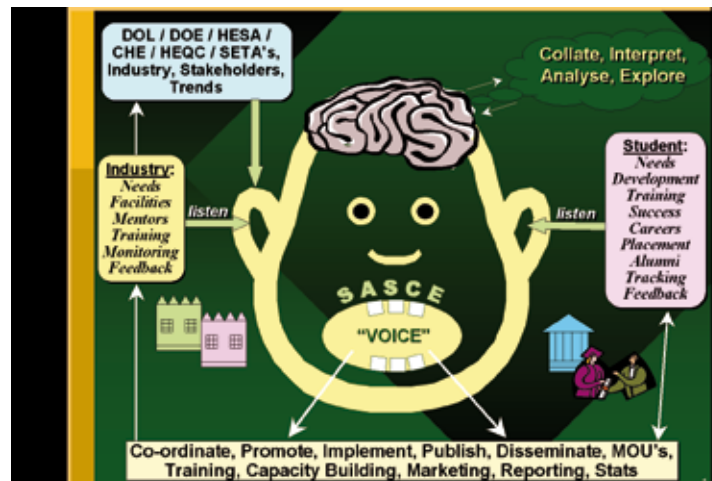 DOL / DOE / HESA /
CHE / HEQC / SETA's,
Industry, Stakeholders,
Trends
Collate, Interpret,
Analyse, Explore
Industry:
Needs
Facilities
Mentors
Training
Monitoring
Feedback
listen
listen
Student:
Needs
Development
Training
Success
Careers
Placement
Alumni
Tracking
Feedback
SASCE
"VOICE"
Co-ordinate, Promote, Implement, Publish, Disseminate, MOU's,
Training, Capacity Building, Marketing, Reporting, Stats